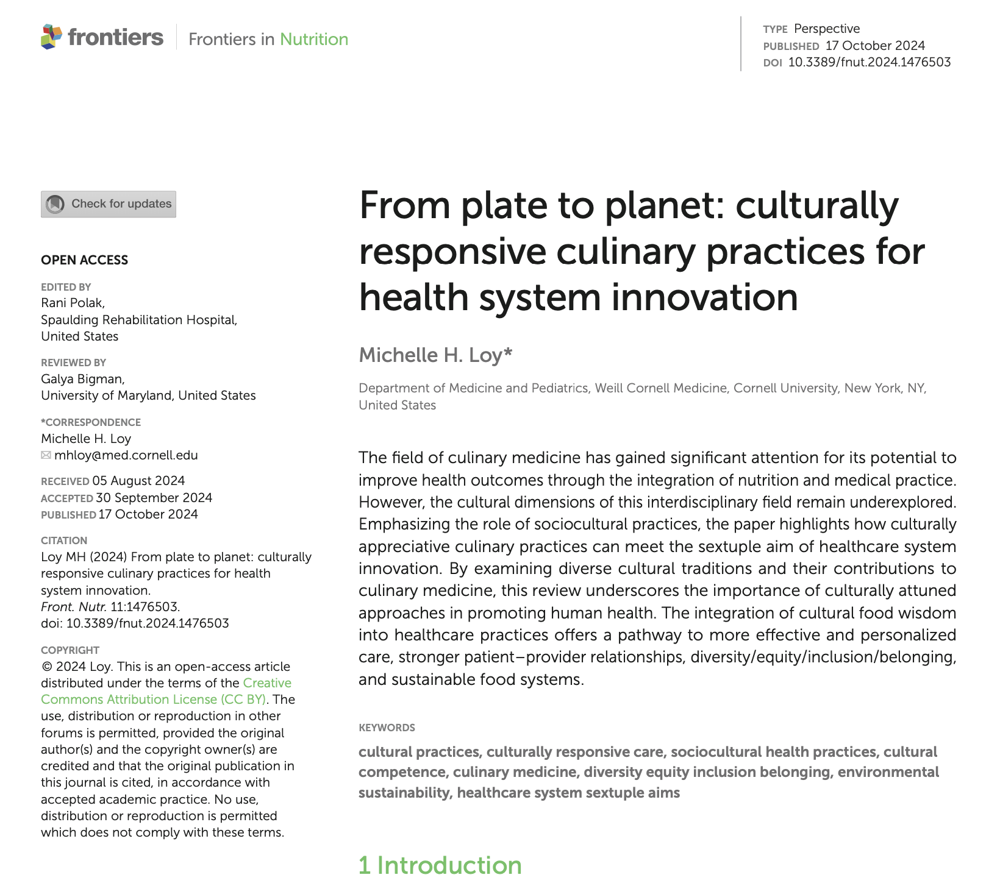 frontiers
Frontiers in Nutrition
TYPE Perspective
PUBLISHED 17 October 2024
DOI 10.3389/fnut.2024.1476503
Check for updates
OPEN ACCESS
EDITED BY
Rani Polak,
Spaulding Rehabilitation Hospital,
United States
REVIEWED BY
Galya Bigman,
University of Maryland, United States
*CORRESPONDENCE
Michelle H. Loy
mhloy@med.cornell.edu
RECEIVED 05 August 2024
ACCEPTED 30 September 2024
PUBLISHED 17 October 2024
CITATION
Loy MH (2024) From plate to planet: culturally
responsive culinary practices for health
system innovation.
Front. Nutr. 11:1476503.
doi: 10.3389/fnut.2024.1476503
COPYRIGHT
© 2024 Loy. This is an open-access article
distributed under the terms of the Creative
Commons Attribution License (CC BY). The
use, distribution or reproduction in other
forums is permitted, provided the original
author(s) and the copyright owner(s) are
credited and that the original publication in
this journal is cited, in accordance with
accepted academic practice. No use,
distribution or reproduction is permitted
which does not comply with these terms.
From plate to planet: culturally
responsive culinary practices for
health system innovation
Michelle H. Loy*
Department of Medicine and Pediatrics, Weill Cornell Medicine, Cornell University, New York, NY,
United States
The field of culinary medicine has gained significant attention for its potential to
improve health outcomes through the integration of nutrition and medical practice.
However, the cultural dimensions of this interdisciplinary field remain underexplored.
Emphasizing the role of sociocultural practices, the paper highlights how culturally
appreciative culinary practices can meet the sextuple aim of healthcare system
innovation. By examining diverse cultural traditions and their contributions to
culinary medicine, this review underscores the importance of culturally attuned
approaches in promoting human health. The integration of cultural food wisdom
into healthcare practices offers a pathway to more effective and personalized
care, stronger patient–provider relationships, diversity/equity/inclusion/belonging,
and sustainable food systems.
KEYWORDS
cultural practices, culturally responsive care, sociocultural health practices, cultural
competence, culinary medicine, diversity equity inclusion belonging, environmental
sustainability, healthcare system sextuple aims
1 Introduction